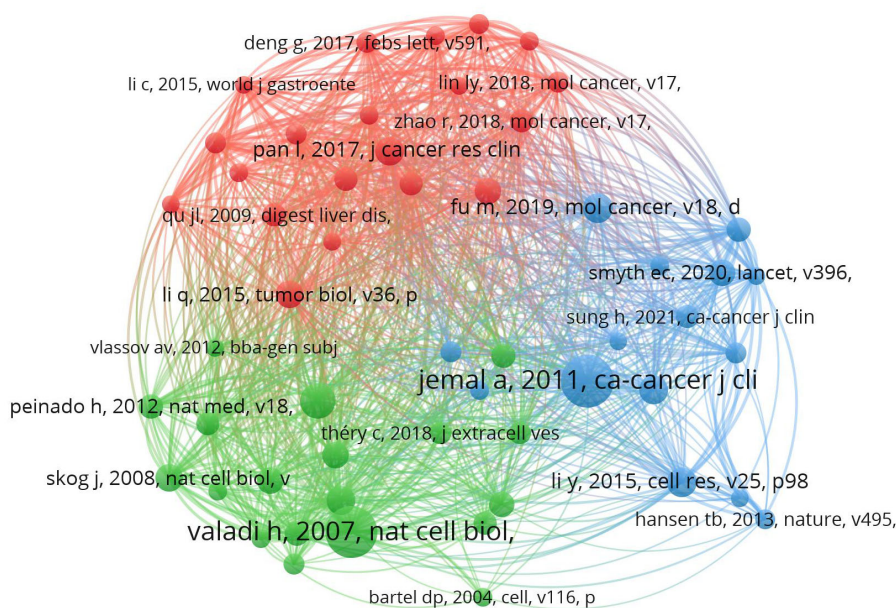 deng g, 2017, febs lett, v591,
li c, 2015, world j gastroente
lin ly, 2018, mol cancer, v17,
zhao r, 2018, mol cancer, v17,
pan l, 2017, j cancer res clin
qu jl, 2009, digest liver dis,
fu m, 2019, mol cancer, v18, d
smyth ec, 2020, lancet, v396,
li q, 2015, tumor biol, v36, p
sung h, 2021, ca-cancer j clin
vlassov av, 2012, bba-gen subj
jemal a, 2011, ca-cancer j cli
peinado h, 2012, nat med, v18,
théry c, 2018, j extracell ves
skog j, 2008, nat cell biol, v
li y, 2015, cell res, v25, p98
hansen tb, 2013, nature, v495,
valadi h, 2007, nat cell biol,
bartel dp, 2004, cell, v116, p